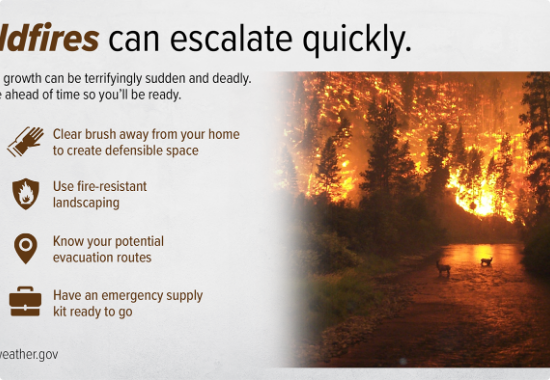 ldfires can escalate quickly.
growth can be terrifyingly sudden and deadly.
ahead of time so you'll be ready.
Clear brush away from your home
to create defensible space
Use fire-resistant
landscaping
Know your potential
evacuation routes
Have an emergency supply
kit ready to go
weather.gov